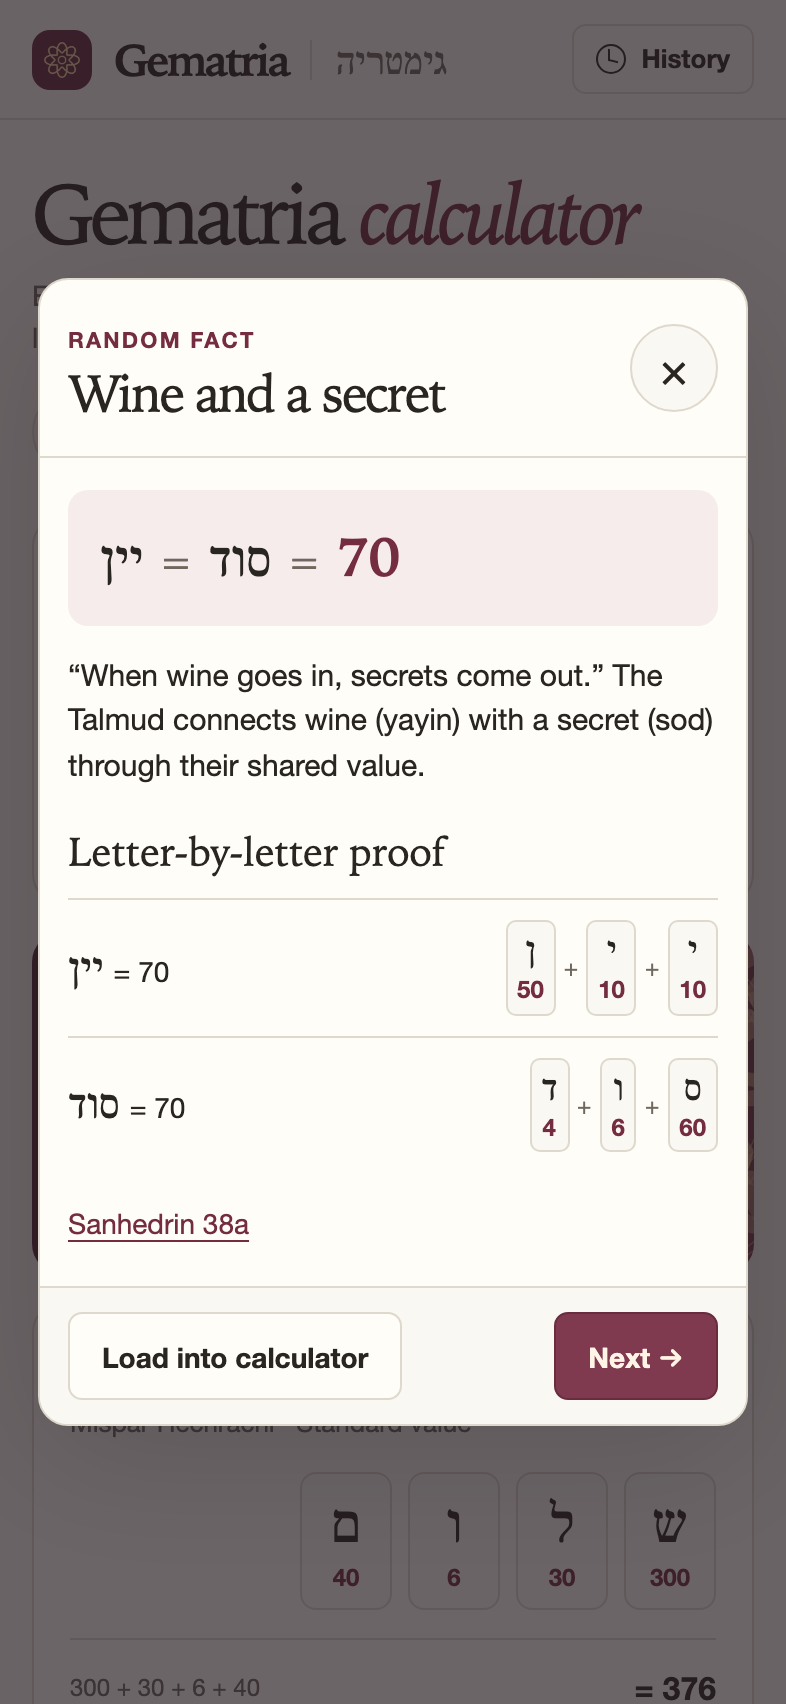 Gematria
גימטריה
History
Gematria calculator
RANDOM FACT
Wine and a secret
×
יין = סוד = 70
“When wine goes in, secrets come out.” The
Talmud connects wine (yayin) with a secret (sod)
through their shared value.
Letter-by-letter proof
יין = 70
י + י + ן
10 10 50
סוד = 70
ס + ו + ד
60 6 4
Sanhedrin 38a
Load into calculator
Next →
ש ל ו ם
300 30 6 40
300 + 30 + 6 + 40
= 376